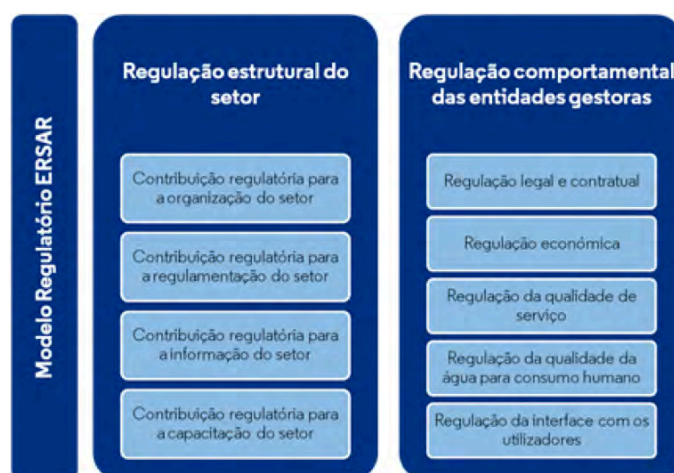 Modelo Regulatório ERSAR
Regulação estrutural do
setor
Contribuição regulatória para
a organização do setor
Contribuição regulatória para
a regulamentação do setor
Contribuição regulatória para
a informação do setor
Contribuição regulatória para
a capacitação do setor
Regulação comportamental
das entidades gestoras
Regulação legal e contratual
Regulação económica
Regulação da qualidade de
serviço
Regulação da qualidade da
água para consumo humano
Regulação da interface com os
utilizadores